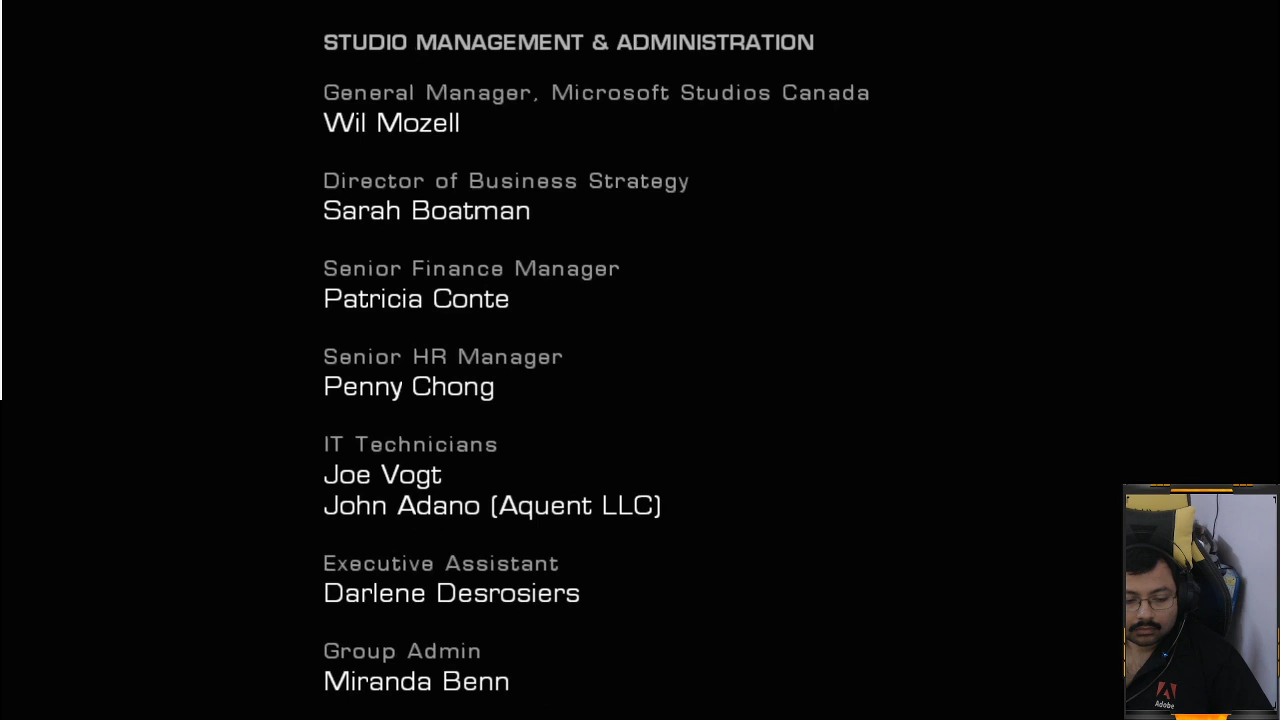 STUDIO MANAGEMENT & ADMINISTRATION
General Manager, Microsoft Studios Canada
Wil Mozell
Director of Business Strategy
Sarah Boatman
Senior Finance Manager
Patricia Conte
Senior HR Manager
Penny Chong
IT Technicians
Joe Vogt
John Adano (Aquent LLC)
Executive Assistant
Darlene Desrosiers
Group Admin
Miranda Benn
Adobe